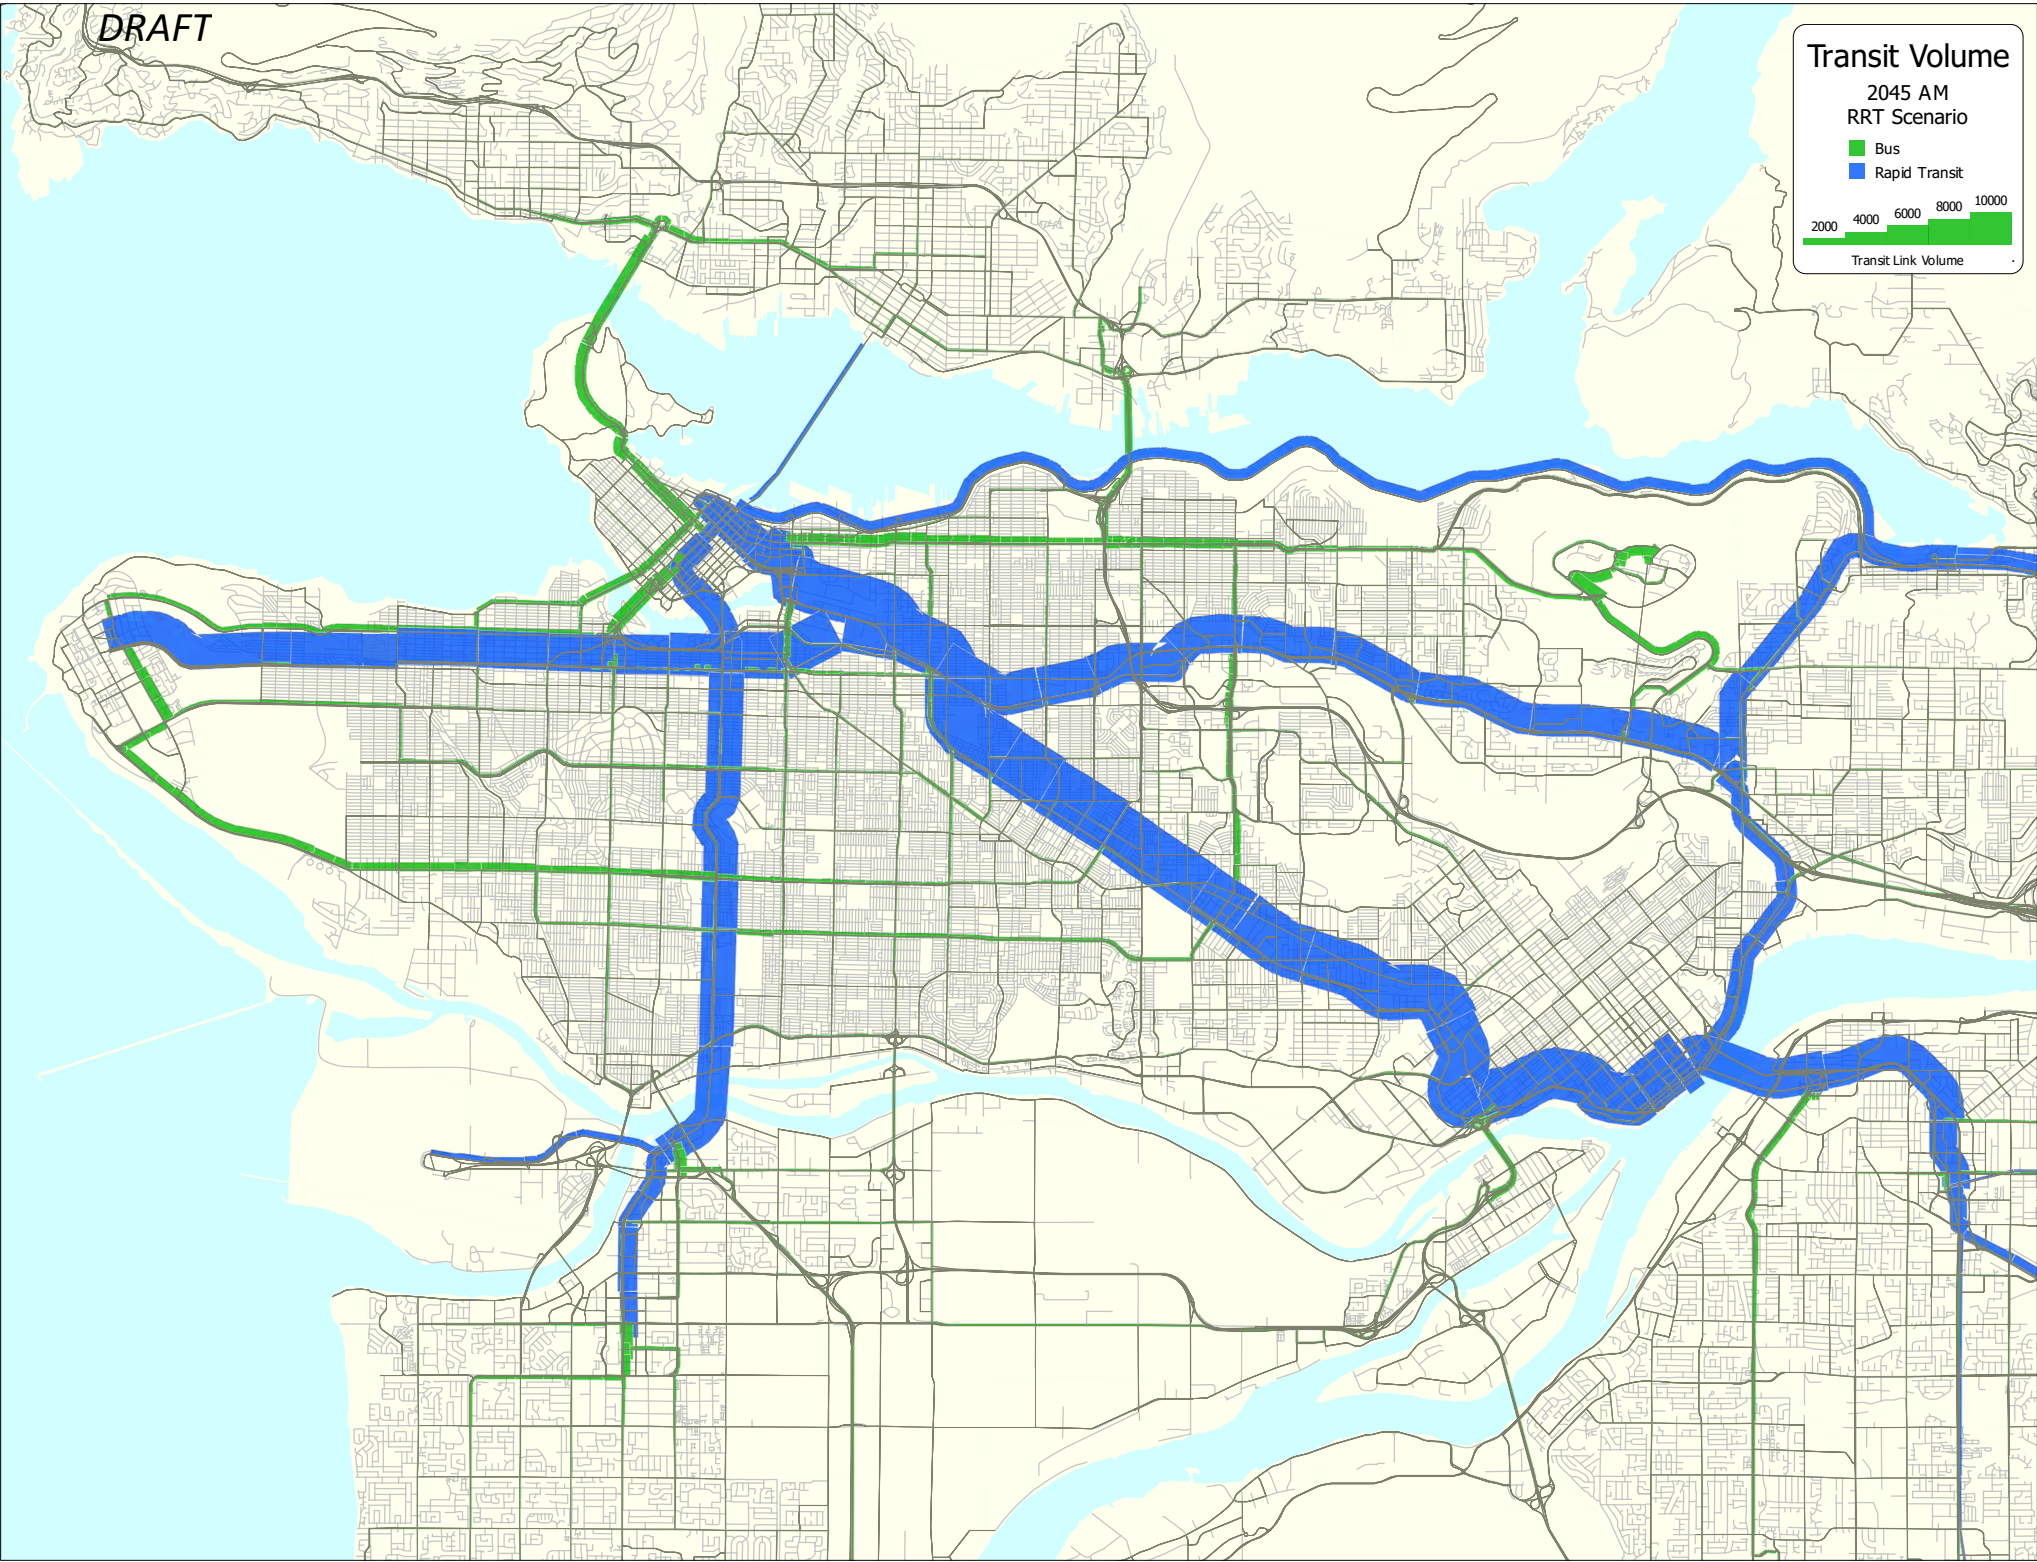 DRAFT
Transit Volume
2045 AM
RRT Scenario
Bus
Rapid Transit
2000 4000 6000 8000 10000
Transit Link Volume